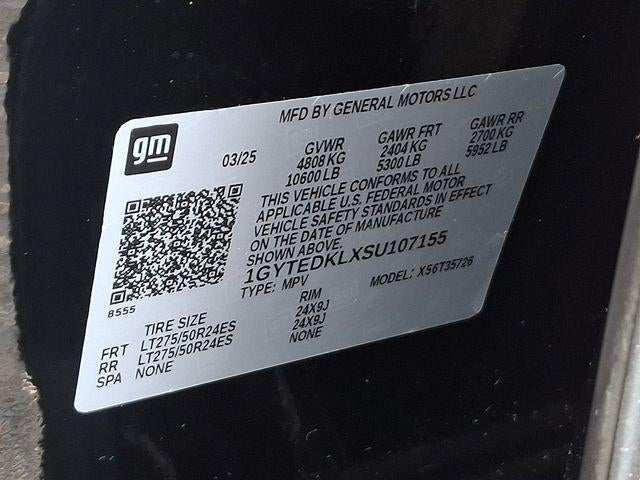 MFD BY GENERAL MOTORS LLC
gm
03/25
GVWR GAWR FRT GAWR RR
4808 KG 2404 KG 2700 KG
10600 LB 5300 LB 5952 LB
THIS VEHICLE CONFORMS TO ALL
APPLICABLE U.S. FEDERAL MOTOR
VEHICLE SAFETY STANDARDS IN EFFECT
ON THE DATE OF MANUFACTURE
SHOWN ABOVE.
1GYTEDKLXSU107155
TYPE: MPV MODEL: X56T35726
8555
TIRE SIZE RIM
FRT LT275/50R24ES 24X9J
RR LT275/50R24ES 24X9J
SPA NONE NONE